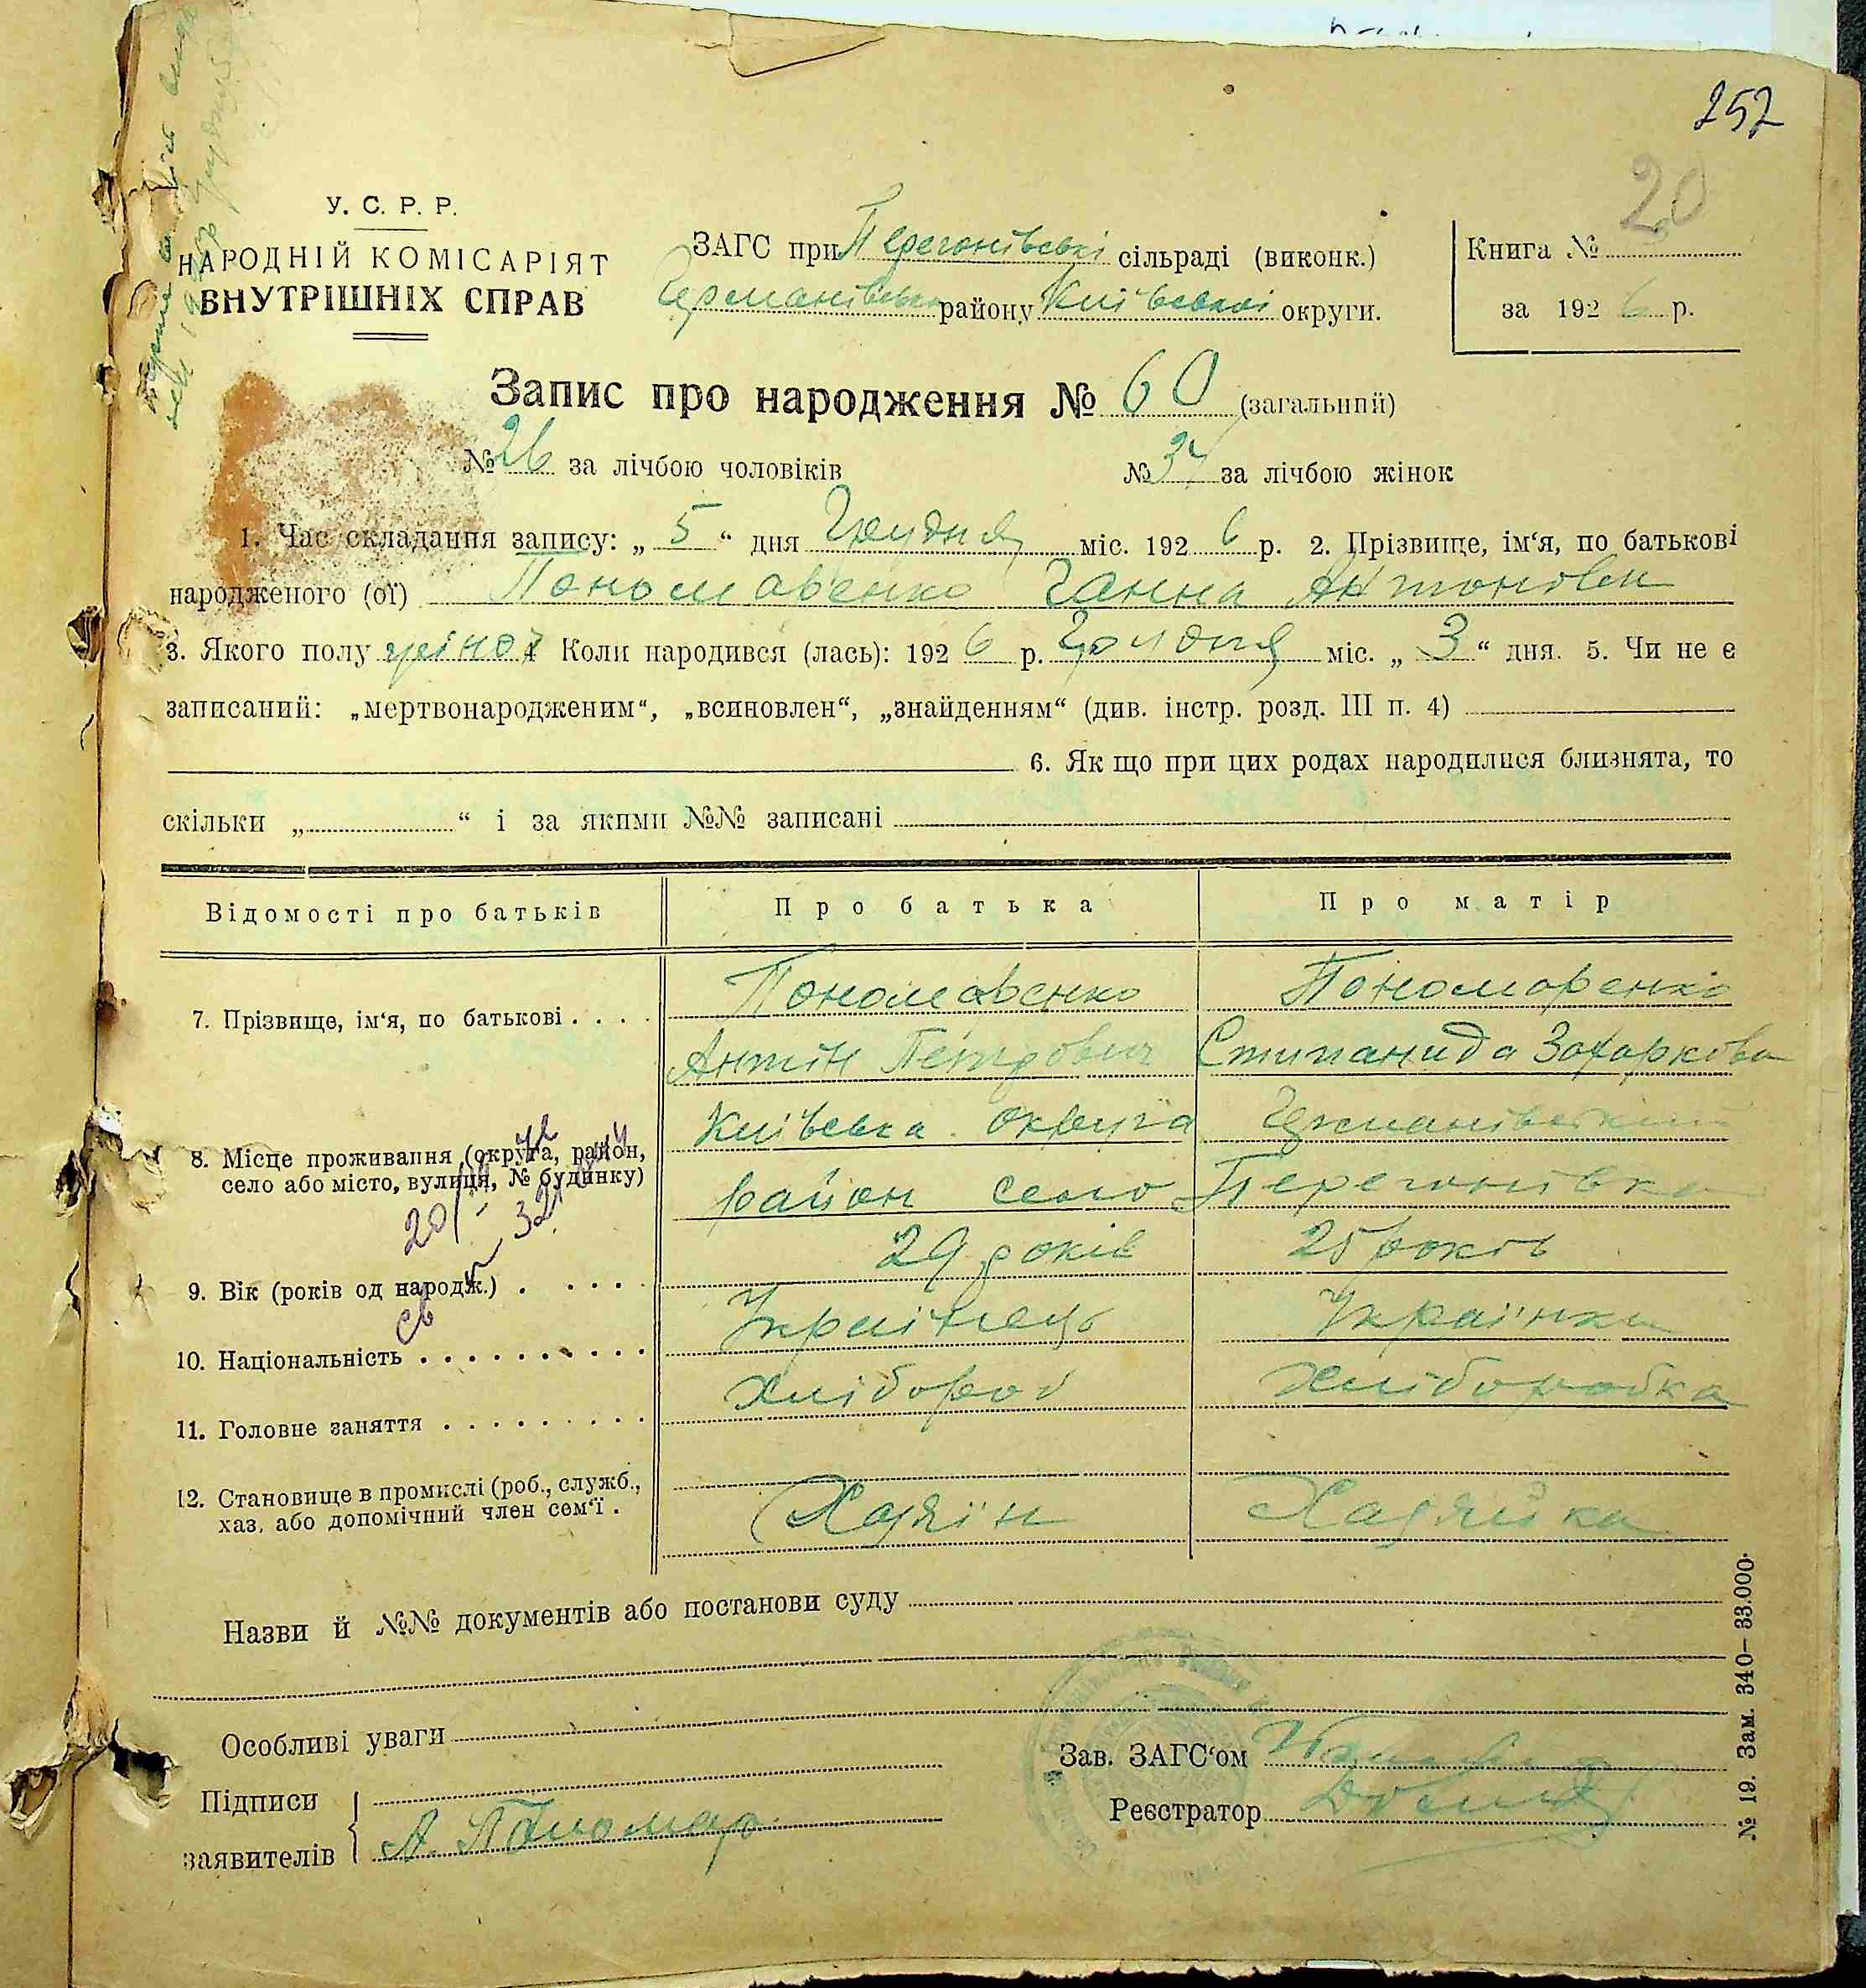 252
20
У. С. Р. Р.
НАРОДНІЙ КОМІСАРІЯТ
ВНУТРІШНІХ СПРАВ
ЗАГС при Перегонівські сільраді (виконк.)
Германівськ району Київської округи.
Книга №
за 1926 р.
Запис про народження № 60 (загальний)
№ 26 за лічбою чоловіків № 34 за лічбою жінок
1. Час складання запису: „ 5 “ дня Грудня міс. 1926 р. 2. Прізвище, ім‘я, по батькові
народженого (ої) Пономаренко Ганна Антоновн
3. Якого полу жіноч 4 Коли народився (лась): 1926 р. Грудня міс. „ 3 “ дня. 5. Чи не є
записаний: „мертвонародженим“, „всиновлен“, „знайденням“ (див. інстр. розд. III п. 4)
6. Як що при цих родах народилися близнята, то
скільки „ “ і за якими №№ записані
Відомості про батьків Про батька Про матір
7. Прізвище, ім‘я, по батькові . . . . Пономаренко Пономаренко
Антін Петрович Стипанида Захаркова
8. Місце проживання (округа, район, Київська округа Германівський
село або місто, вулиця, № будинку) район село Перегонівка
9. Вік (років од народж.) . . . . 29 років 25 років
10. Національність . . . . . . . . . . Українець Українка
11. Головне заняття . . . . . . . . . Хлібороб Хліборобка
12. Становище в промислі (роб., служб.,
хаз. або допомічний член сем‘ї . Хазяїн Хазяйка
Назви й №№ документів або постанови суду
Особливі уваги
Підписи
заявителів А. Пономар
Зав. ЗАГС‘ом
Реєстратор
№ 19. Зам. 340—33.000.